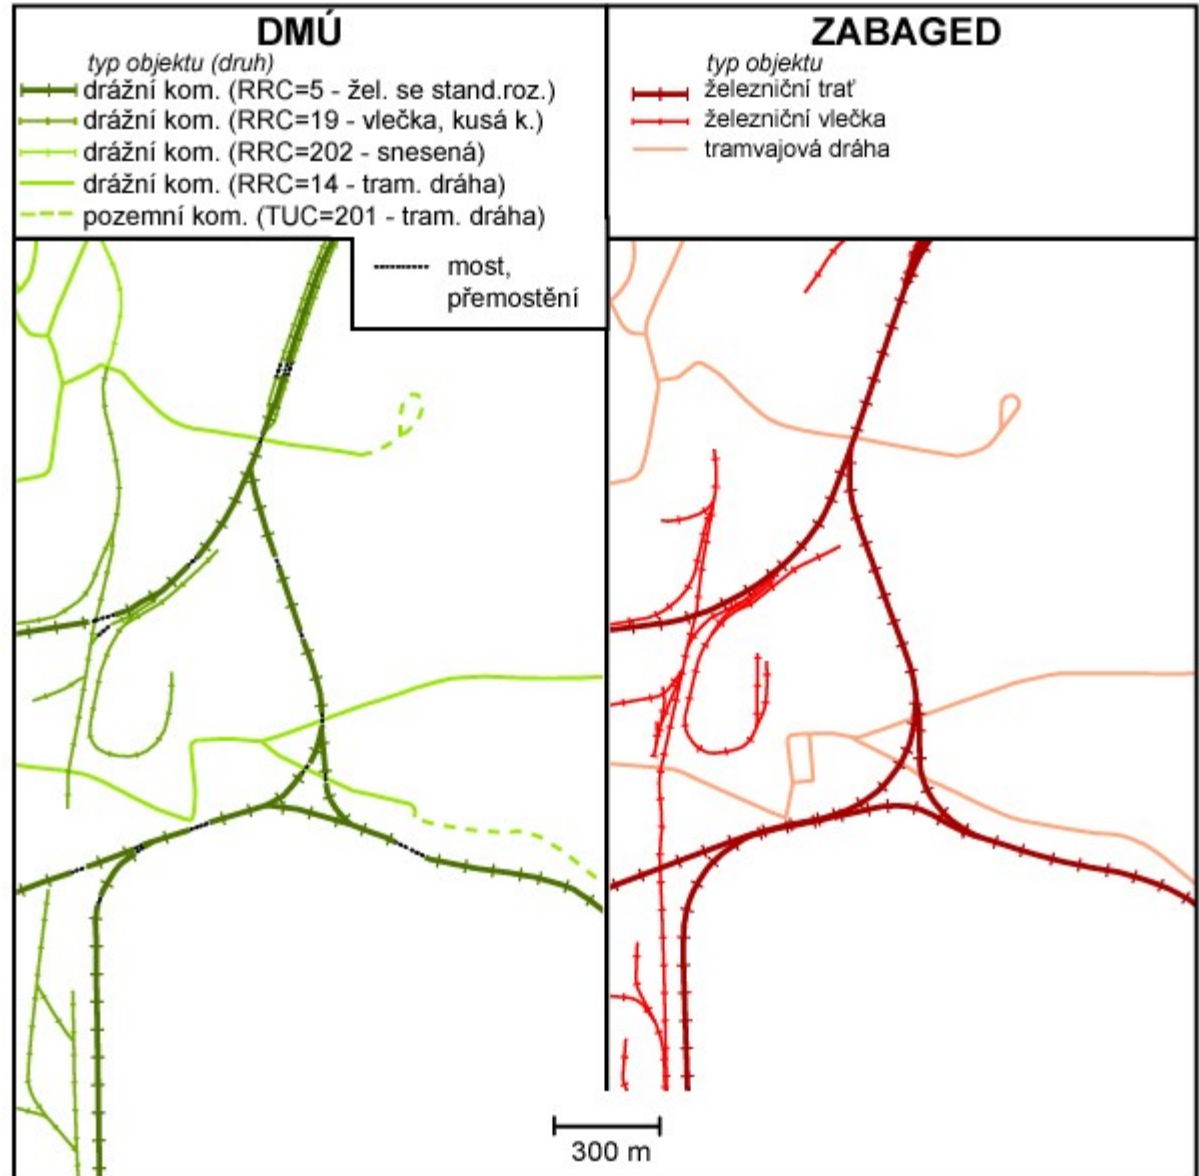 DMÚ
typ objektu (druh)
drážní kom. (RRC=5 - žel. se stand.roz.)
drážní kom. (RRC=19 - vlečka, kusá k.)
drážní kom. (RRC=202 - snesená)
drážní kom. (RRC=14 - tram. dráha)
pozemní kom. (TUC=201 - tram. dráha)
most,
přemostění
ZABAGED
typ objektu
železniční trať
železniční vlečka
tramvajová dráha
300 m